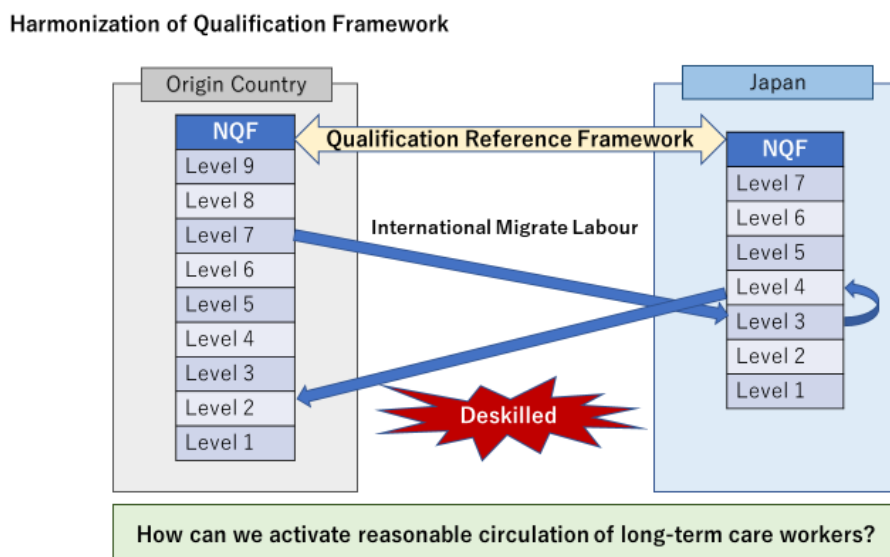 Harmonization of Qualification Framework
Origin Country
Japan
NQF
Qualification Reference Framework
NQF
Level 9
Level 8
Level 7
Level 6
Level 5
Level 4
Level 3
Level 2
Level 1
International Migrate Labour
Level 7
Level 6
Level 5
Level 4
Level 3
Level 2
Level 1
Deskilled
How can we activate reasonable circulation of long-term care workers?